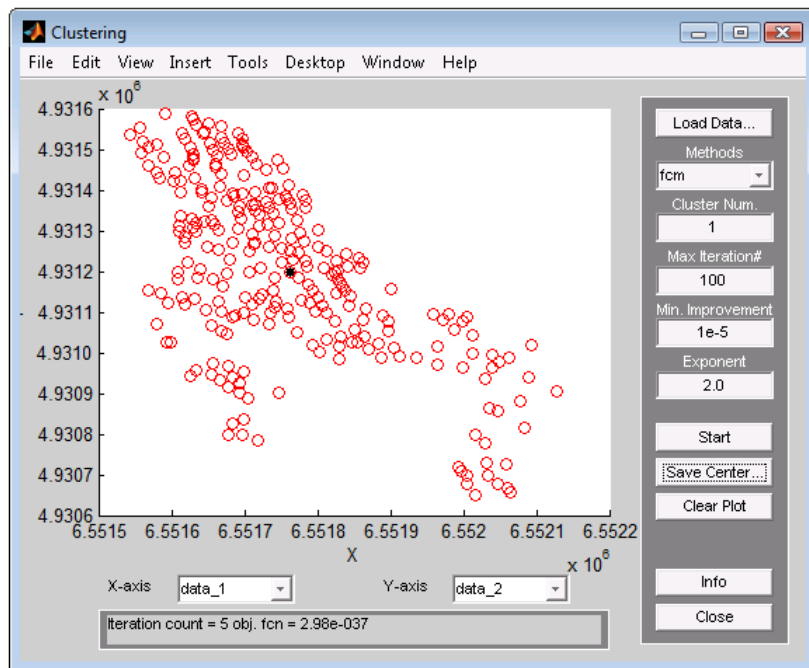 Clustering
File Edit View Insert Tools Desktop Window Help
x 10^6
4.9316
4.9315
4.9314
4.9313
4.9312
4.9311
4.9310
4.9309
4.9308
4.9307
4.9306
6.5515 6.5516 6.5517 6.5518 6.5519 6.552 6.5521 6.5522
X
x 10^6
X-axis data_1 Y-axis data_2
Iteration count = 5 obj. fcn = 2.98e-037
Load Data...
Methods
fcm
Cluster Num.
1
Max Iteration#
100
Min. Improvement
1e-5
Exponent
2.0
Start
Save Center...
Clear Plot
Info
Close